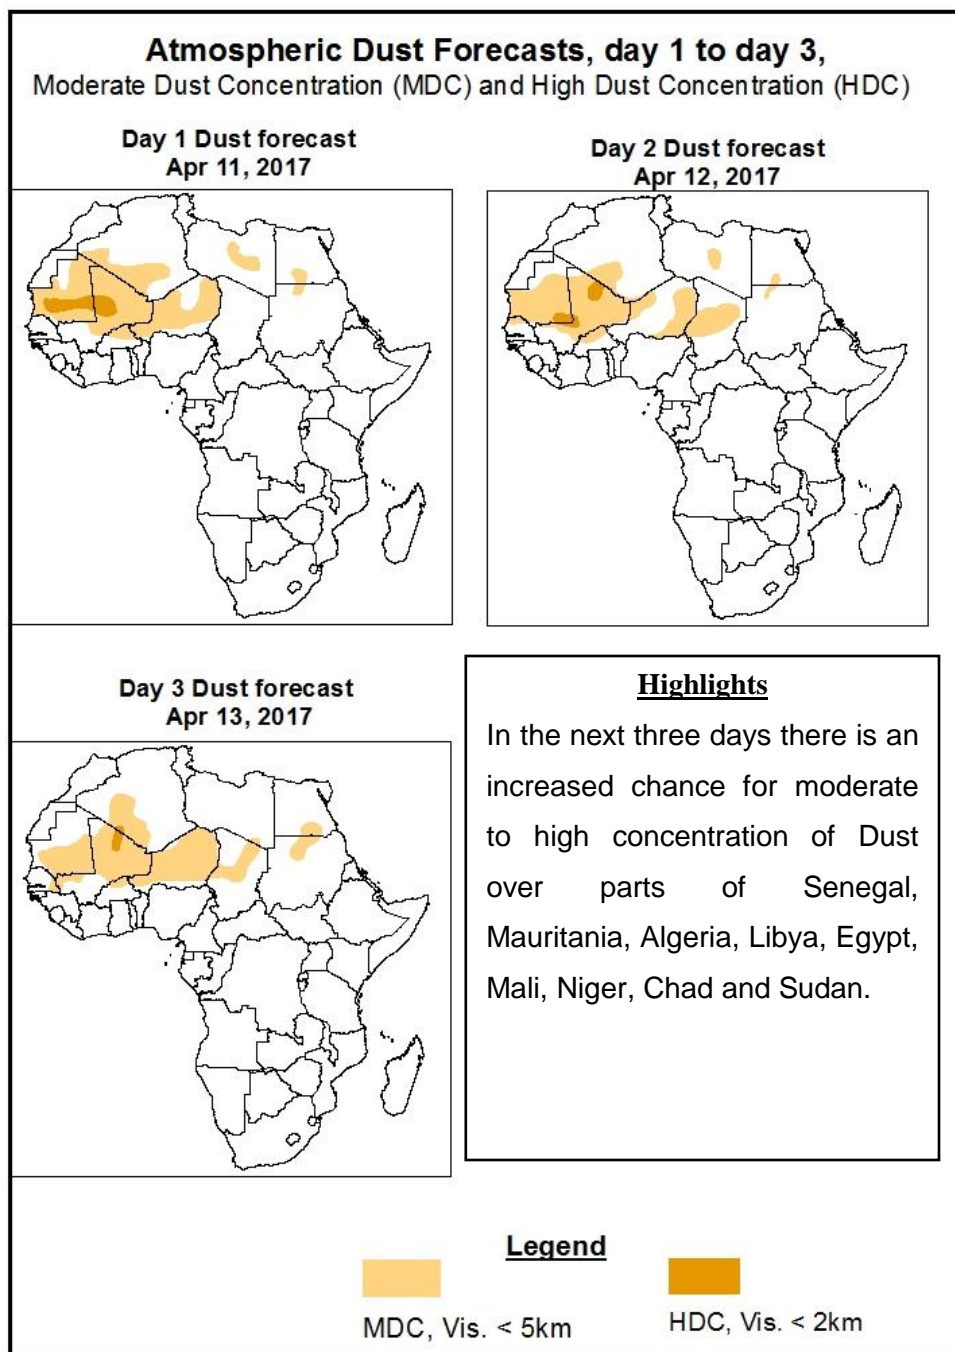 Atmospheric Dust Forecasts, day 1 to day 3,
Moderate Dust Concentration (MDC) and High Dust Concentration (HDC)
Day 1 Dust forecast
Apr 11, 2017
Day 2 Dust forecast
Apr 12, 2017
Day 3 Dust forecast
Apr 13, 2017
Highlights
In the next three days there is an
increased chance for moderate
to high concentration of Dust
over parts of Senegal,
Mauritania, Algeria, Libya, Egypt,
Mali, Niger, Chad and Sudan.
Legend
MDC, Vis. < 5km
HDC, Vis. < 2km